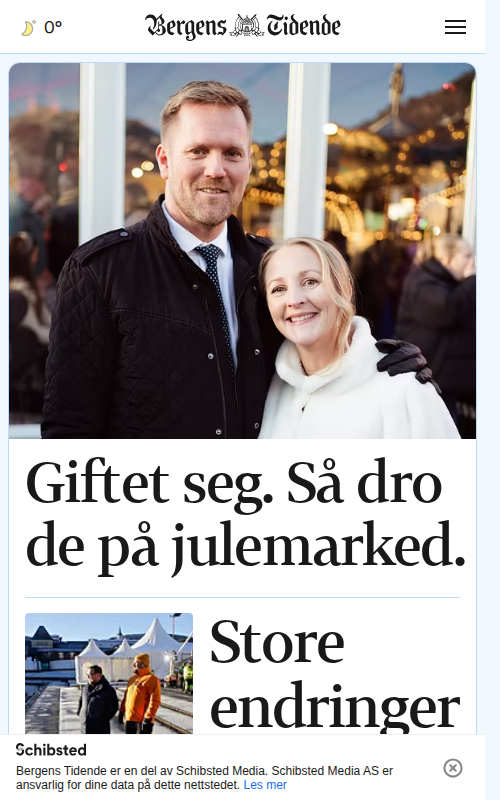 0°
Bergens Tidende
Giftet seg. Så dro
de på julemarked.
Store
endringer
Schibsted
Bergens Tidende er en del av Schibsted Media. Schibsted Media AS er
ansvarlig for dine data på dette nettstedet. Les mer